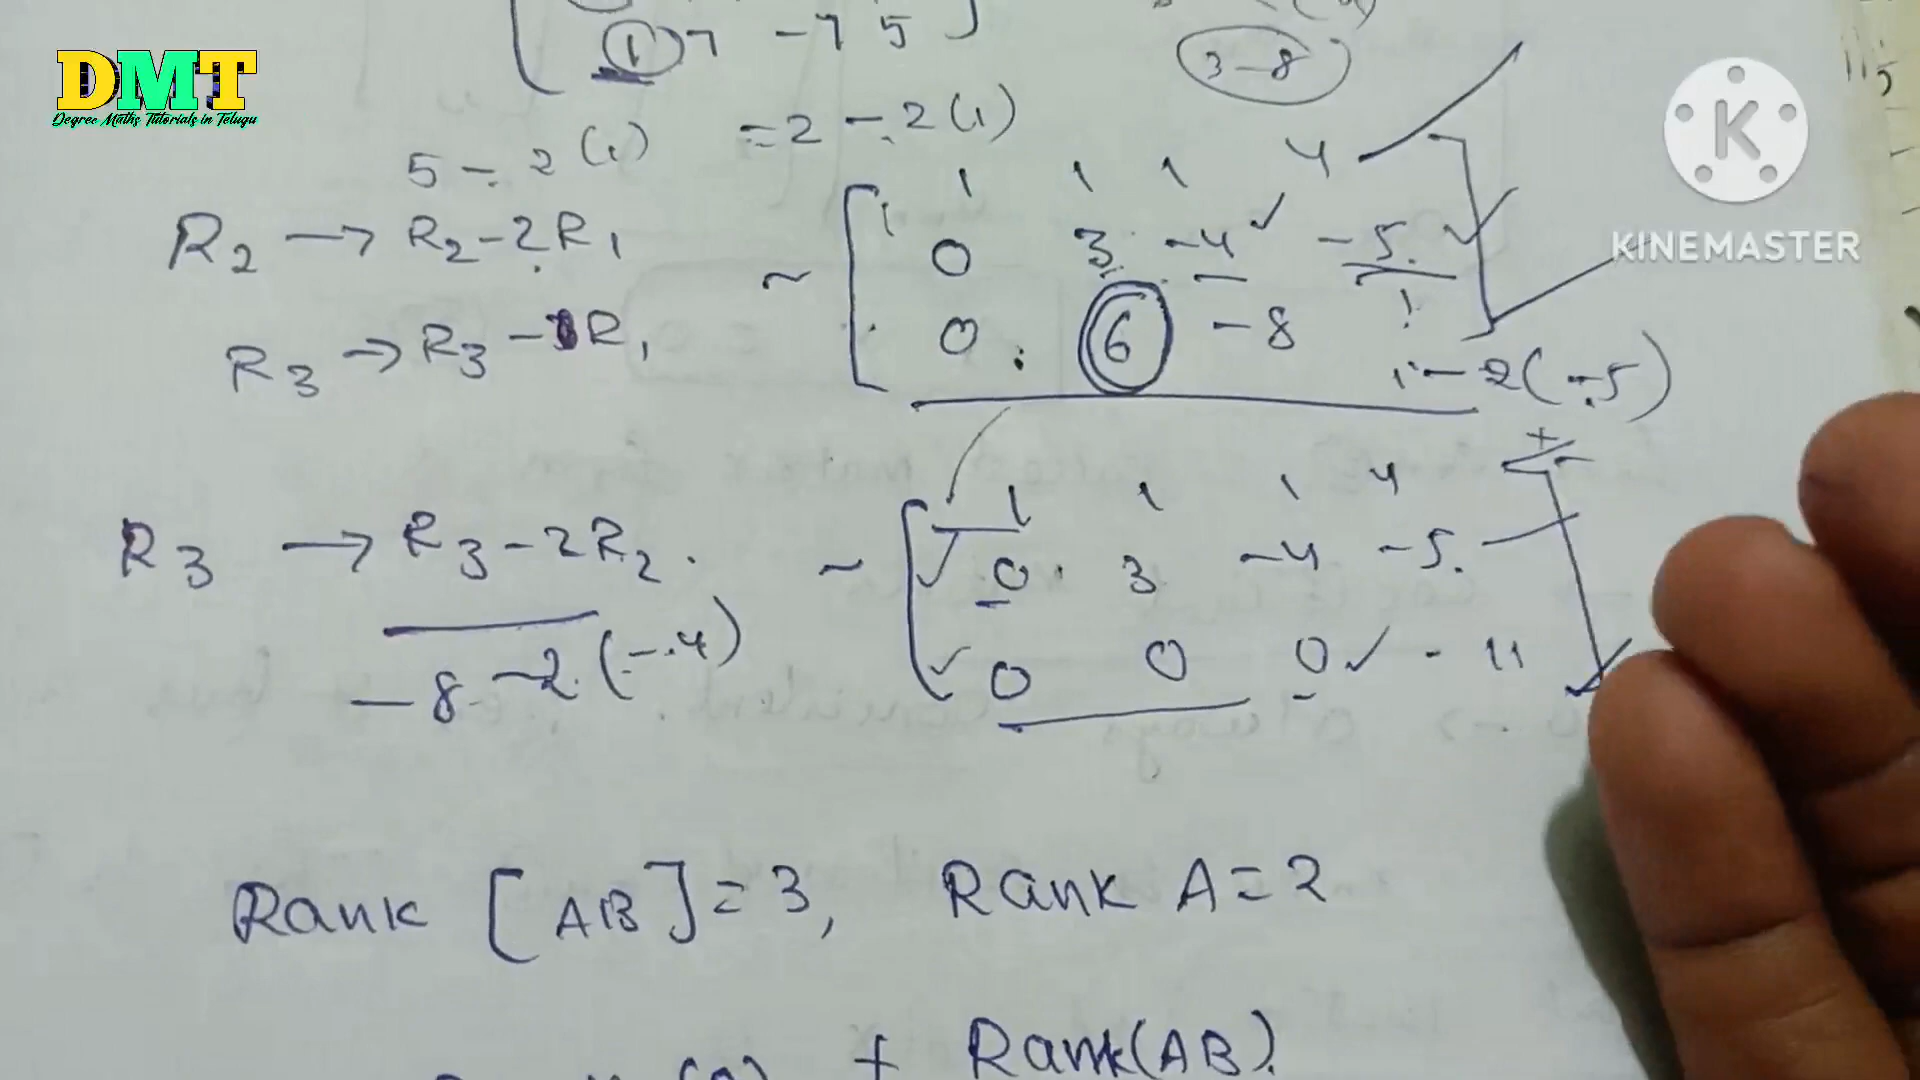 DMT
Degree Maths Tutorials in Telugu
K
KINEMASTER
1 7 -7 5
3-8
5-2(1) =2-2(1)
1 1 1 4
R2 → R2-2R1 ~ 0 3 -4 -5
R3 → R3-1R1 0 6 -8 1
1-2(-5)
1 1 1 4
R3 → R3-2R2. ~ 0 3 -4 -5
-8-2(-4) 0 0 0 11
Rank [AB]=3, Rank A=2
Rank(AB).